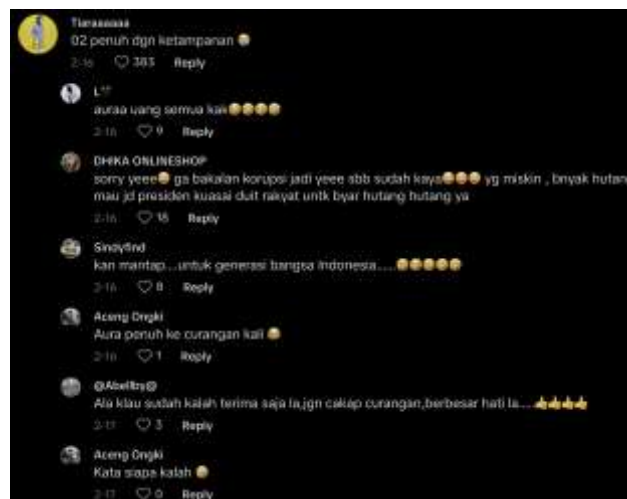 Tiaraaaaaa
02 penuh dgn ketampanan 😂
2-16 383 Reply
L
auraa uang semua kak😂😂😂😂
2-16 9 Reply
DHIKA ONLINESHOP
sorry yeee😂 ga bakalan korupsi jadi yeee sbb sudah kaya😂😂😂 yg miskin , bnyak hutang
mau jd presiden kuasai duit rakyat untk byar hutang hutang ya
2-16 18 Reply
Sindyfind
kan mantap...untuk generasi bangsa Indonesia.....😂😂😂😂😂
2-16 8 Reply
Aceng Ongki
Aura penuh ke curangan kali 😂
2-16 1 Reply
Ala klau sudah kalah terima saja la,jgn cakap curangan,berbesar hati la....👍👍👍👍
2-17 3 Reply
Aceng Ongki
Kata siapa kalah 😂
2-17 0 Reply